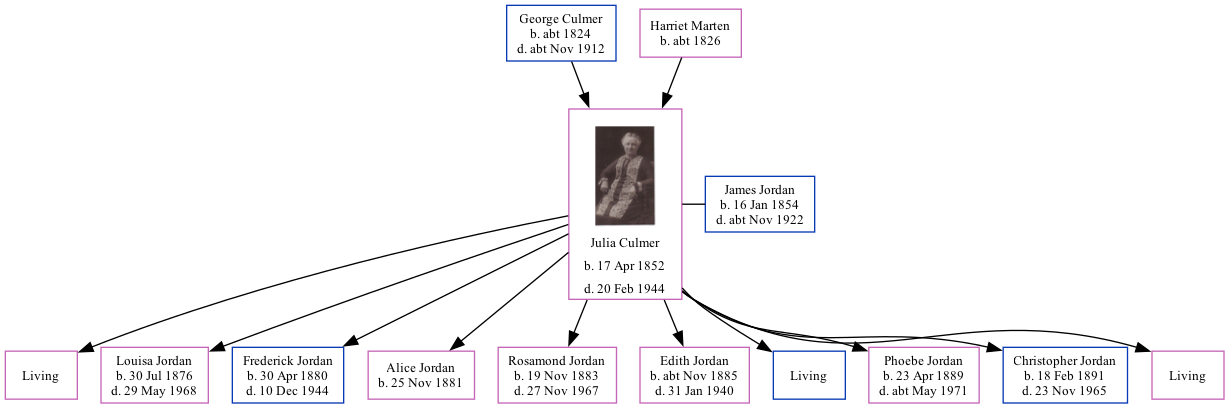 George Culmer
b. abt 1824
d. abt Nov 1912
Harriet Marten
b. abt 1826
Julia Culmer
b. 17 Apr 1852
d. 20 Feb 1944
James Jordan
b. 16 Jan 1854
d. abt Nov 1922
Living
Louisa Jordan
b. 30 Jul 1876
d. 29 May 1968
Frederick Jordan
b. 30 Apr 1880
d. 10 Dec 1944
Alice Jordan
b. 25 Nov 1881
Rosamond Jordan
b. 19 Nov 1883
d. 27 Nov 1967
Edith Jordan
b. abt Nov 1885
d. 31 Jan 1940
Living
Phoebe Jordan
b. 23 Apr 1889
d. abt May 1971
Christopher Jordan
b. 18 Feb 1891
d. 23 Nov 1965
Living